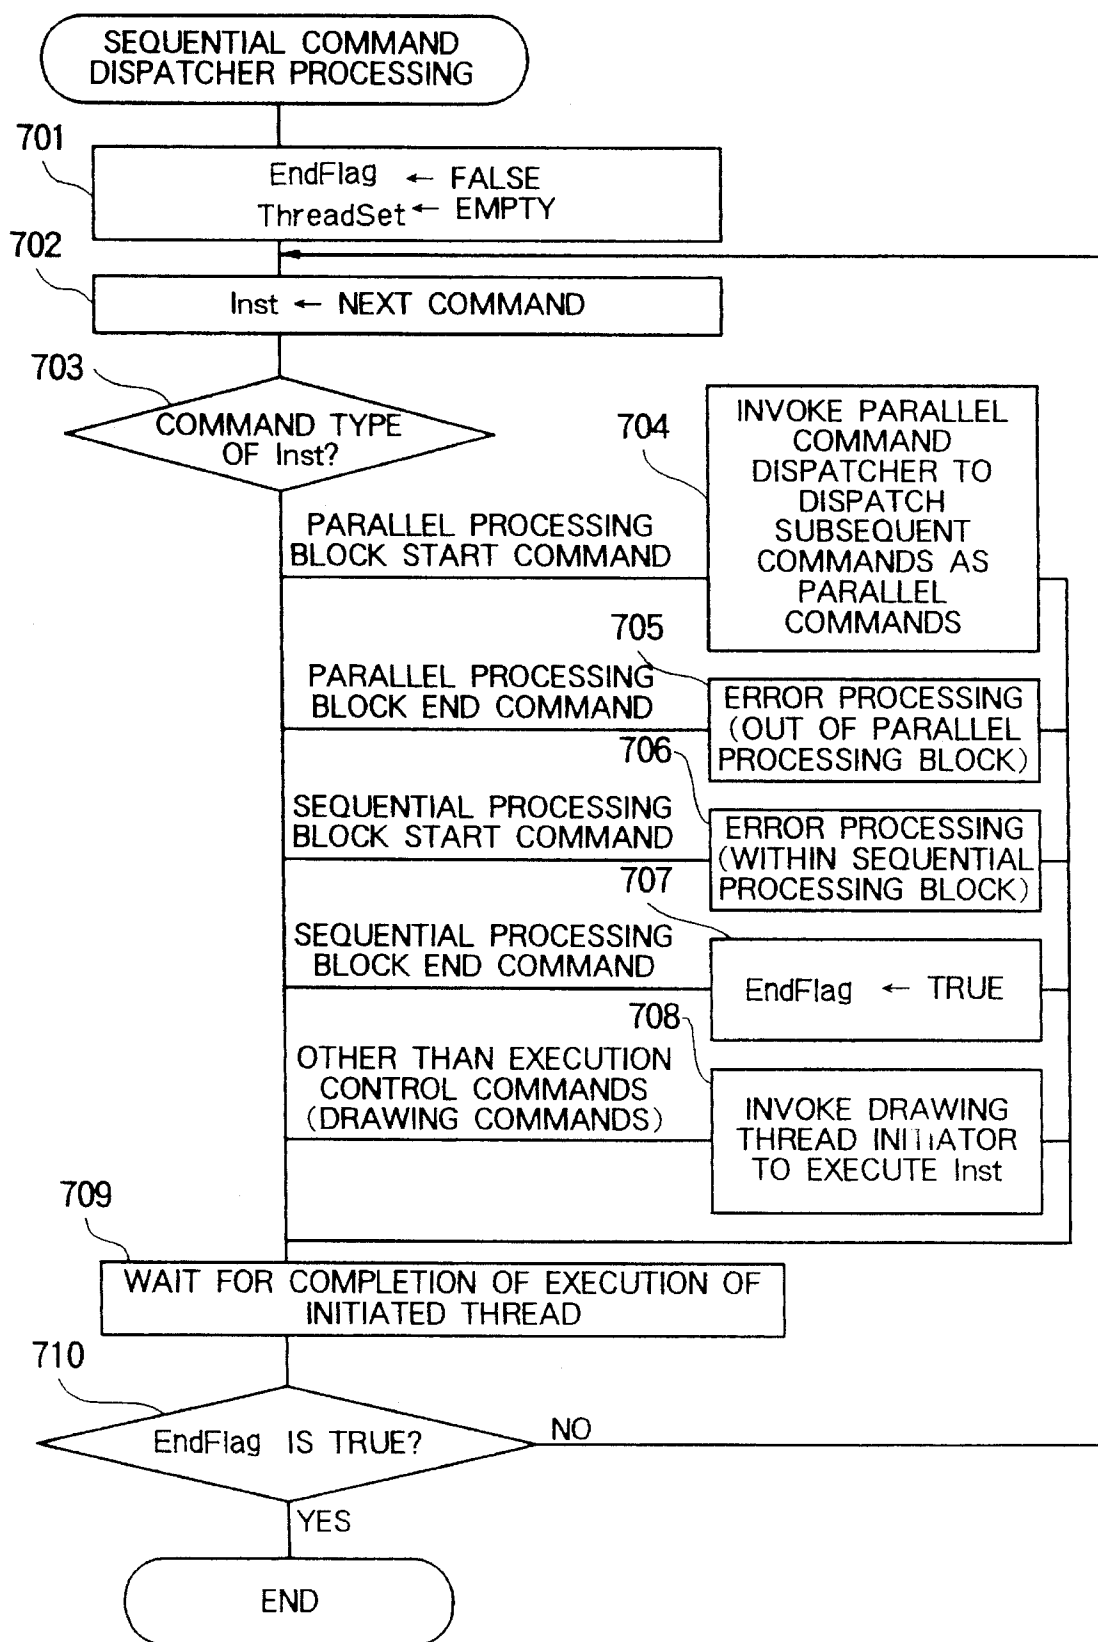 SEQUENTIAL COMMAND
DISPATCHER PROCESSING
701
EndFlag ← FALSE
ThreadSet ← EMPTY
702
Inst ← NEXT COMMAND
703
COMMAND TYPE
OF Inst?
704
INVOKE PARALLEL
COMMAND
DISPATCHER TO
DISPATCH
SUBSEQUENT
COMMANDS AS
PARALLEL
COMMANDS
PARALLEL PROCESSING
BLOCK START COMMAND
705
PARALLEL PROCESSING
BLOCK END COMMAND
ERROR PROCESSING
(OUT OF PARALLEL
PROCESSING BLOCK)
706
SEQUENTIAL PROCESSING
BLOCK START COMMAND
ERROR PROCESSING
(WITHIN SEQUENTIAL
PROCESSING BLOCK)
707
SEQUENTIAL PROCESSING
BLOCK END COMMAND
EndFlag ← TRUE
708
OTHER THAN EXECUTION
CONTROL COMMANDS
(DRAWING COMMANDS)
INVOKE DRAWING
THREAD INITIATOR
TO EXECUTE Inst
709
WAIT FOR COMPLETION OF EXECUTION OF
INITIATED THREAD
710
EndFlag IS TRUE?
NO
YES
END